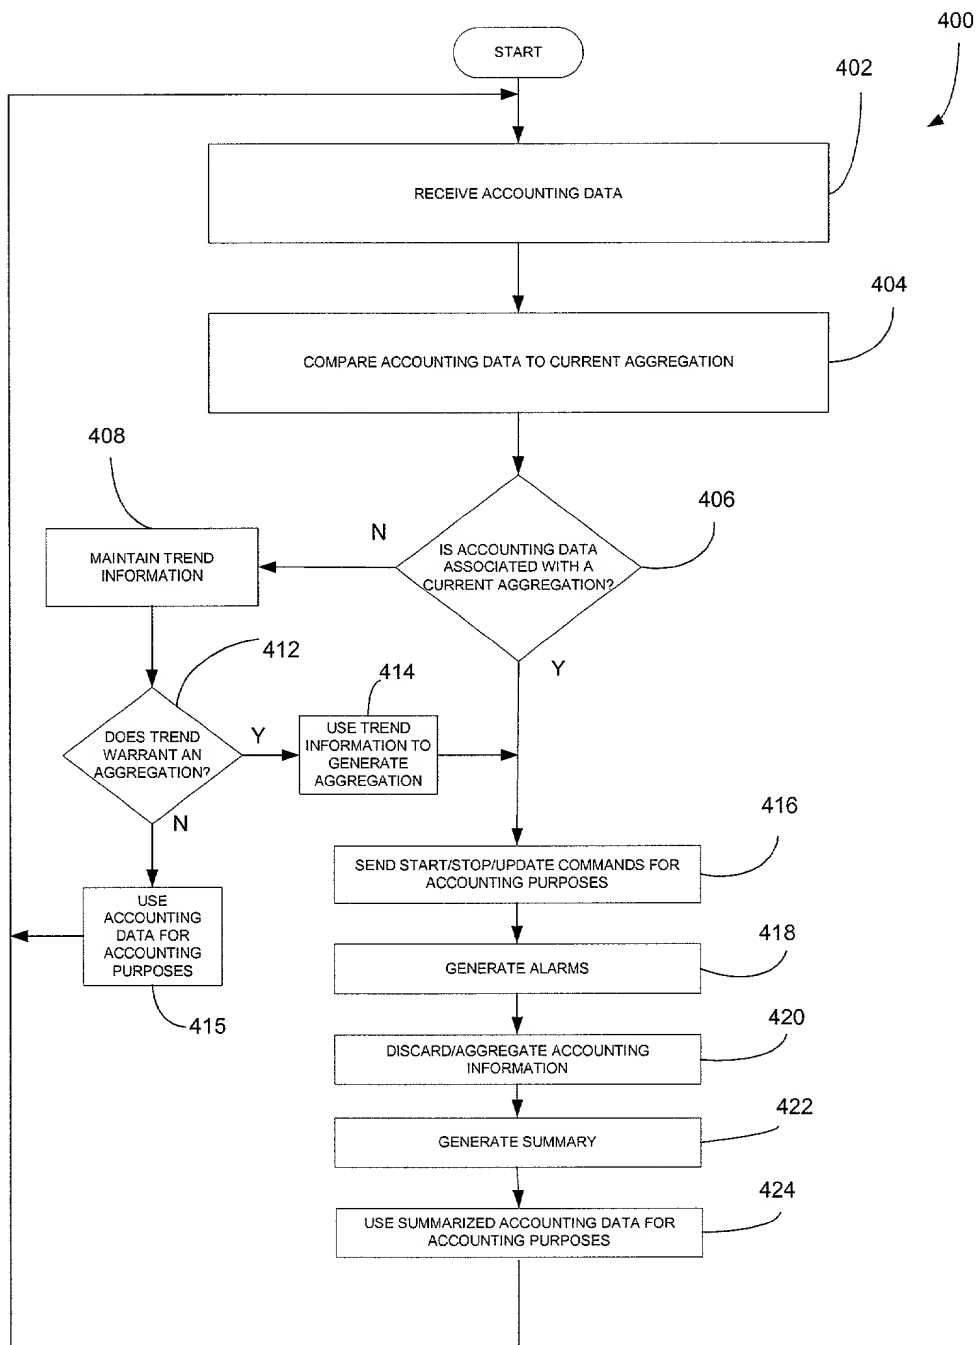 400
START
402
RECEIVE ACCOUNTING DATA
404
COMPARE ACCOUNTING DATA TO CURRENT AGGREGATION
408
406
N
IS ACCOUNTING DATA
ASSOCIATED WITH A
CURRENT AGGREGATION?
MAINTAIN TREND
INFORMATION
412
Y
414
DOES TREND
WARRANT AN
AGGREGATION?
Y
USE TREND
INFORMATION TO
GENERATE
AGGREGATION
N
416
SEND START/STOP/UPDATE COMMANDS FOR
ACCOUNTING PURPOSES
USE
ACCOUNTING
DATA FOR
ACCOUNTING
PURPOSES
415
418
GENERATE ALARMS
420
DISCARD/AGGREGATE ACCOUNTING
INFORMATION
422
GENERATE SUMMARY
424
USE SUMMARIZED ACCOUNTING DATA FOR
ACCOUNTING PURPOSES